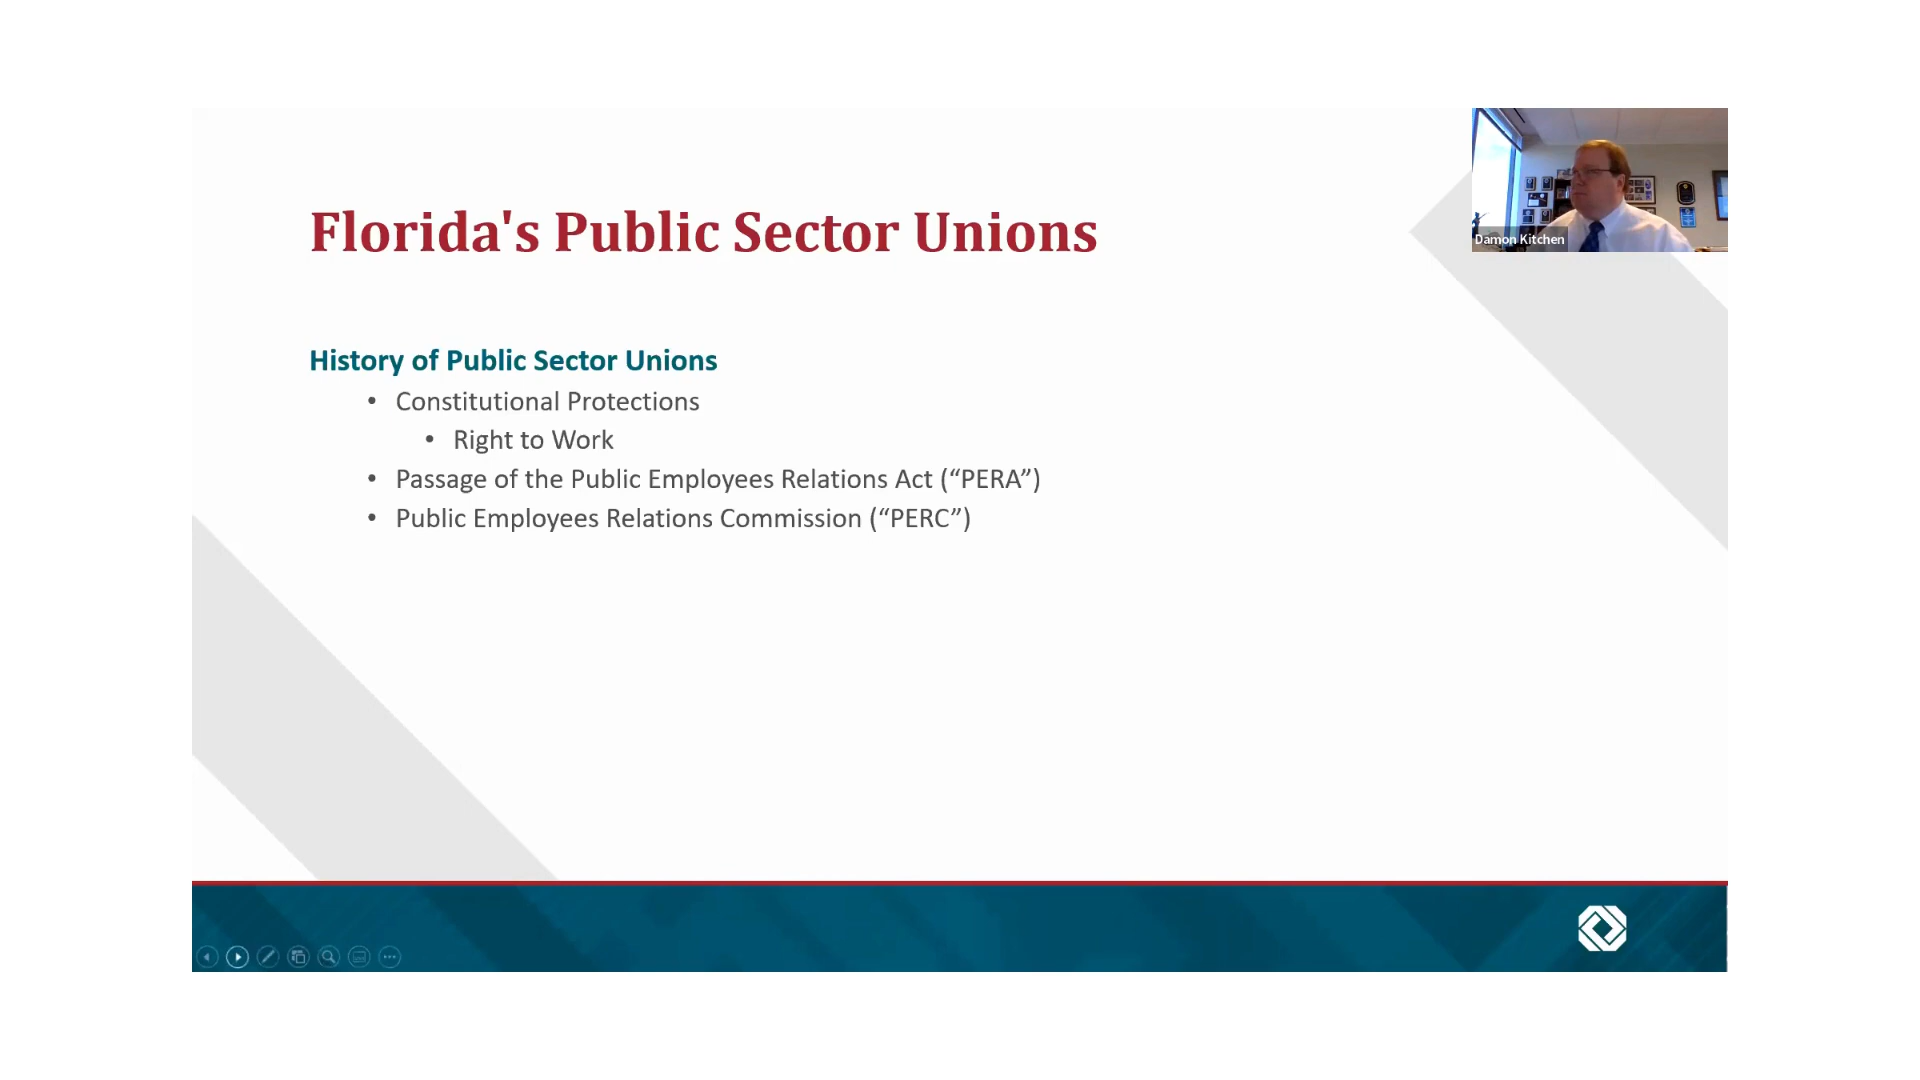 Florida's Public Sector Unions
Damon Kitchen
History of Public Sector Unions
• Constitutional Protections
• Right to Work
• Passage of the Public Employees Relations Act (“PERA”)
• Public Employees Relations Commission (“PERC”)